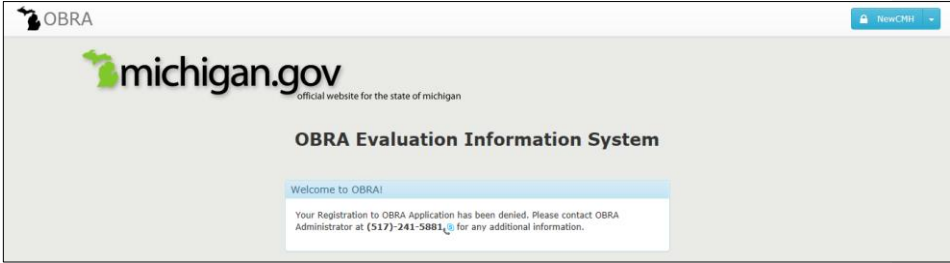 OBRA
NewCMH
michigan.gov
official website for the state of michigan
OBRA Evaluation Information System
Welcome to OBRA!
Your Registration to OBRA Application has been denied. Please contact OBRA
Administrator at (517)-241-5881 for any additional information.